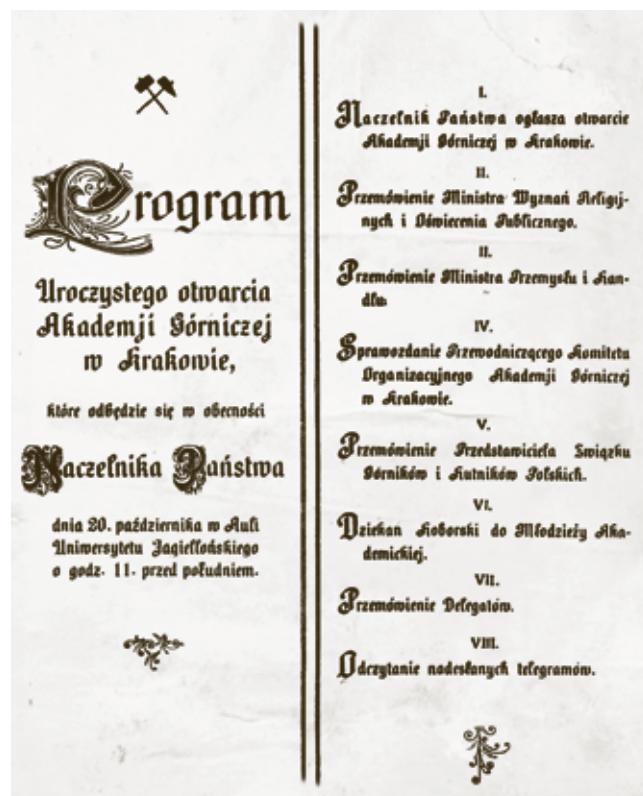 Program
Uroczystego otwarcia
Akademji Górniczej
w Krakowie,
które odbędzie się w obecności
Naczelnika Państwa
dnia 20. października w Auli
Uniwersytetu Jagiellońskiego
o godz. 11. przed południem.
I.
Naczelnik Państwa ogłasza otwarcie
Akademji Górniczej w Krakowie.
II.
Przemówienie Ministra Wyznań Religij-
nych i Oświecenia Publicznego.
II.
Przemówienie Ministra Przemysłu i Han-
dlu.
IV.
Sprawozdanie Przewodniczącego Komitetu
Organizacyjnego Akademji Górniczej
w Krakowie.
V.
Przemówienie Przedstawiciela Związku
Górników i Hutników Polskich.
VI.
Dziekan Hoborski do Młodzieży Aka-
demickiej.
VII.
Przemówienie Delegatów.
VIII.
Odczytanie nadesłanych telegramów.